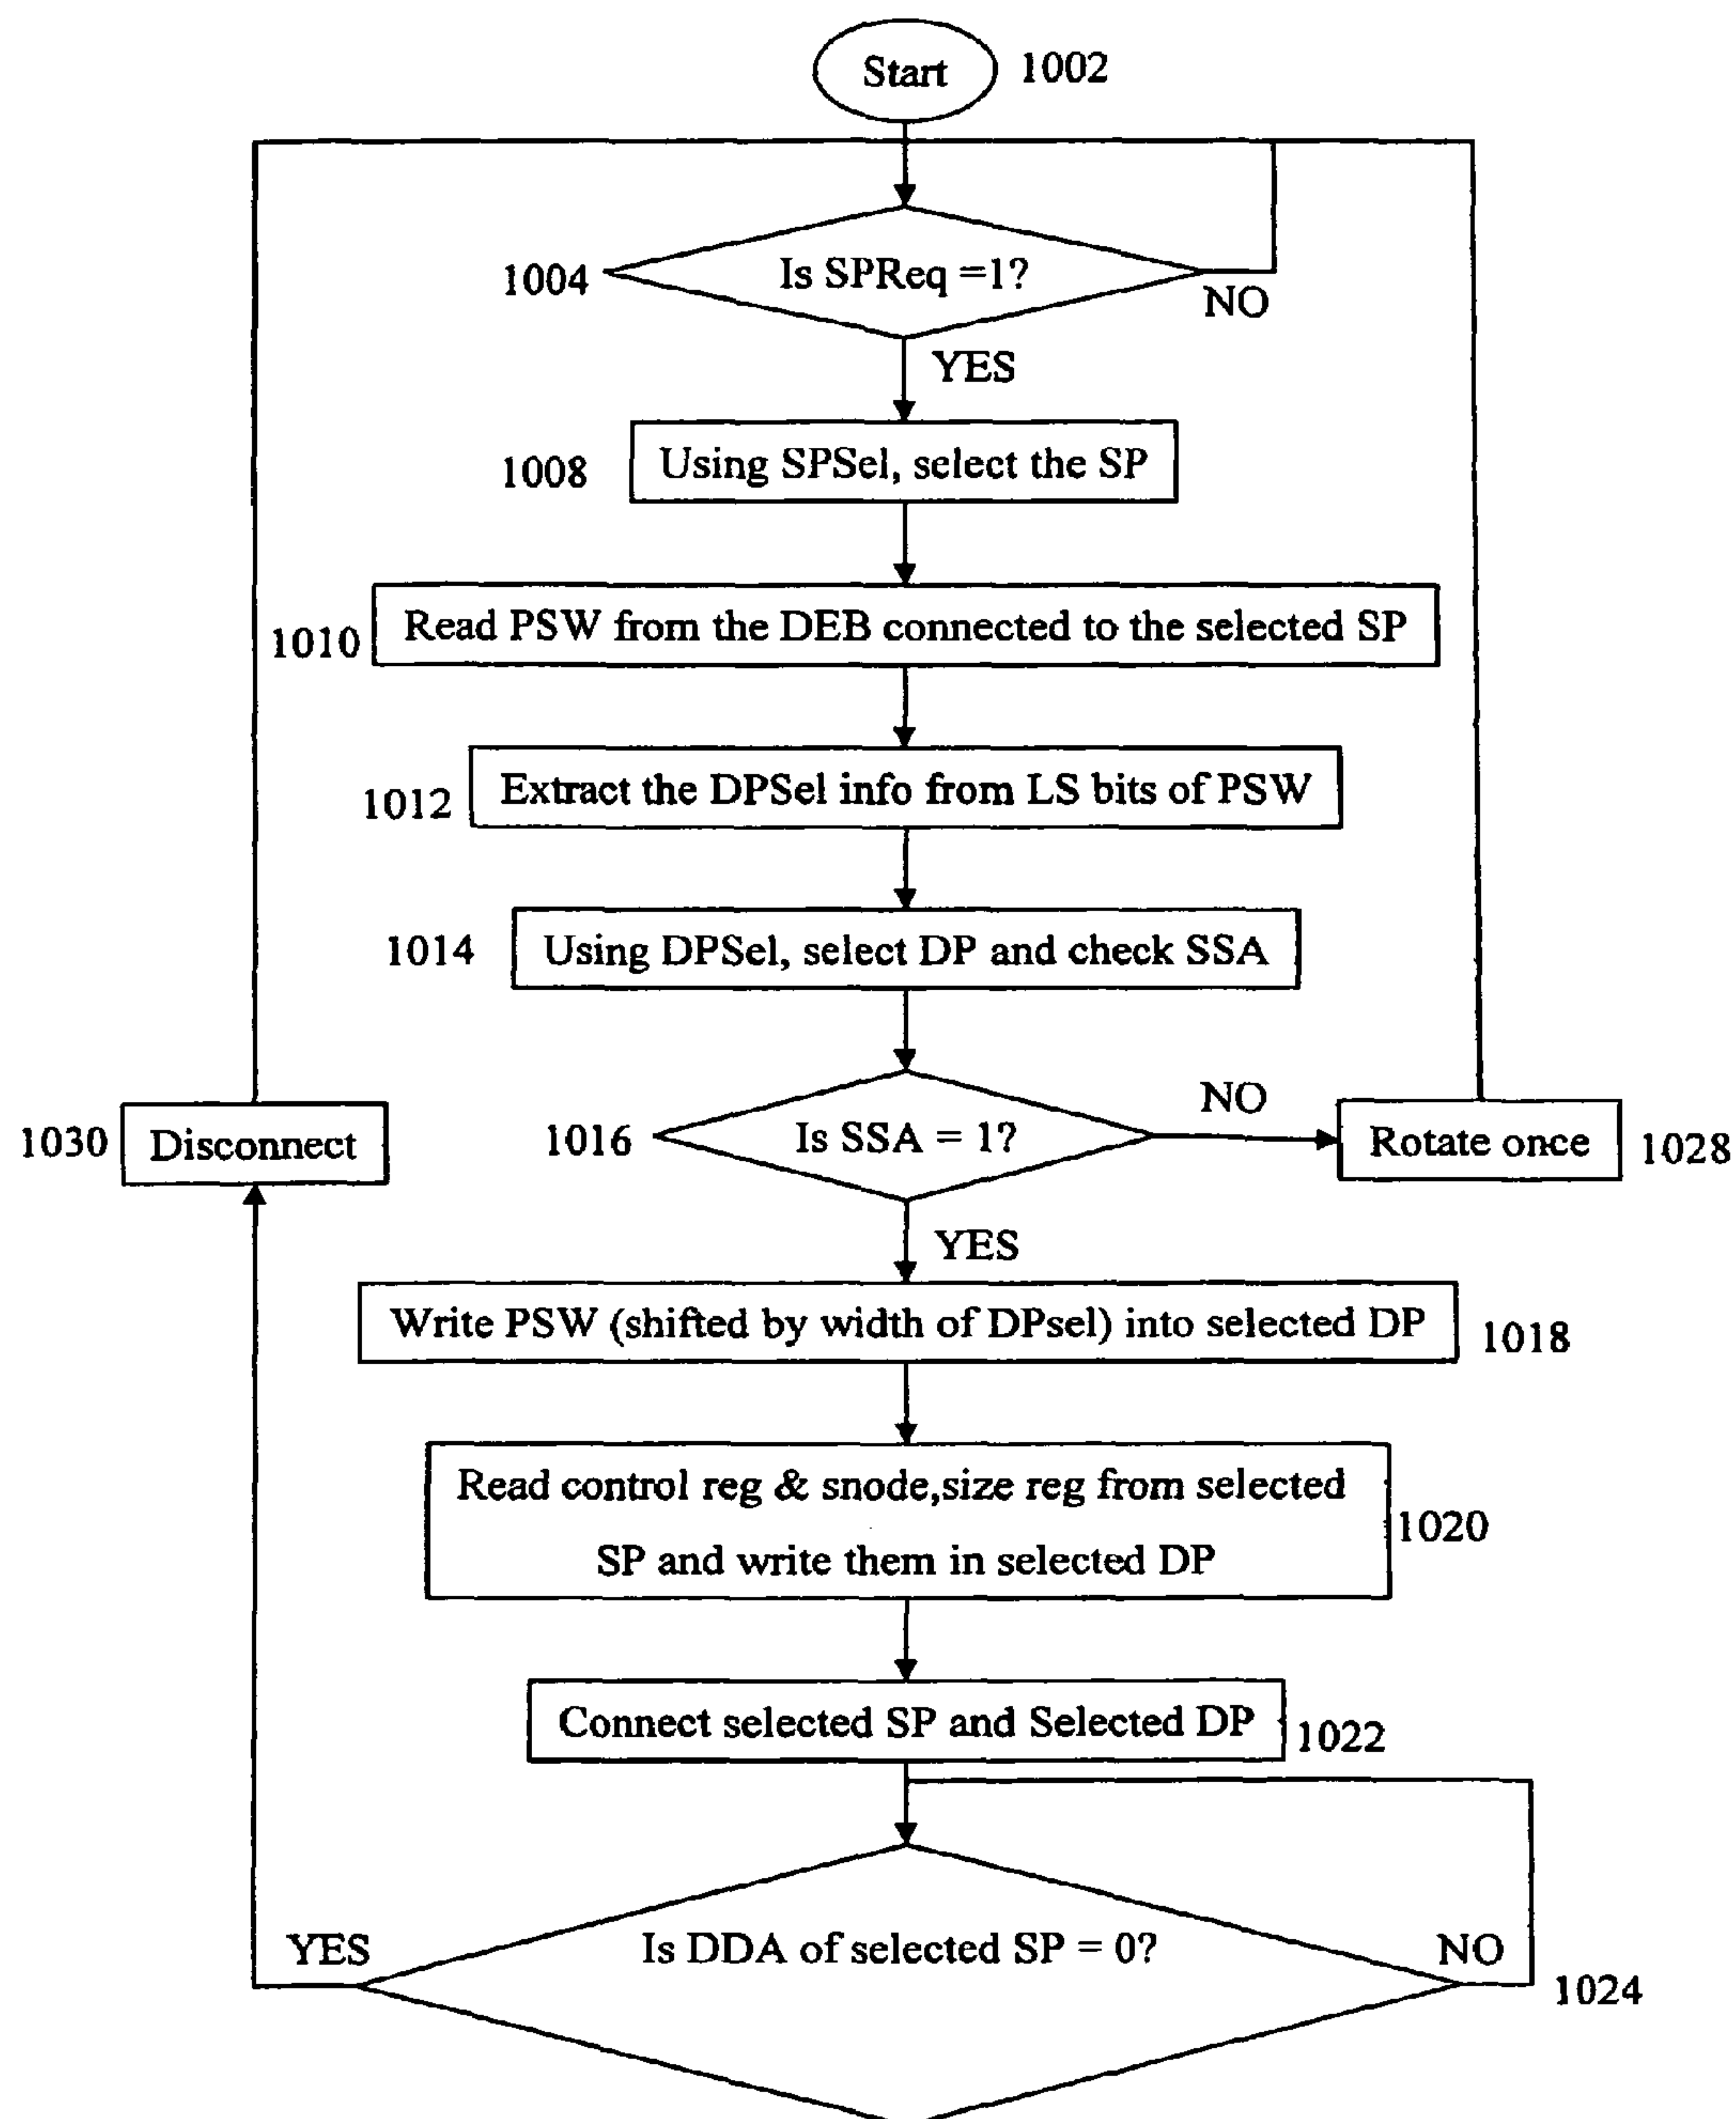 Start 1002
1004 Is SPReq =1?
NO
YES
1008 Using SPSel, select the SP
1010 Read PSW from the DEB connected to the selected SP
1012 Extract the DPSel info from LS bits of PSW
1014 Using DPSel, select DP and check SSA
NO
1030 Disconnect 1016 Is SSA = 1? Rotate once 1028
YES
Write PSW (shifted by width of DPsel) into selected DP 1018
Read control reg & snode,size reg from selected
SP and write them in selected DP 1020
Connect selected SP and Selected DP 1022
YES Is DDA of selected SP = 0? NO
1024